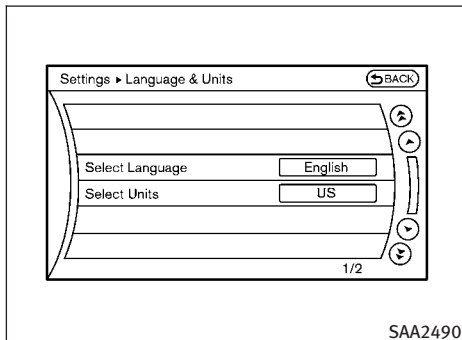 Settings ▸ Language & Units
BACK
Select Language English
Select Units US
1/2
SAA2490